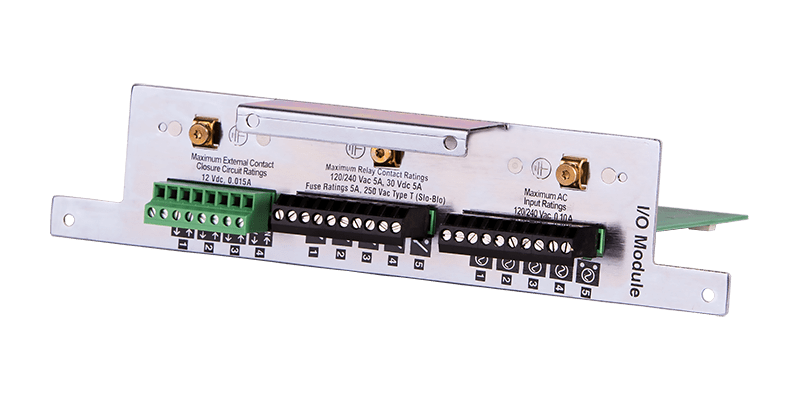 Maximum External Contact
Closure Circuit Ratings
12 Vdc, 0.015A
Maximum Relay Contact Ratings
120/240 Vac 5A, 30 Vdc 5A
Fuse Ratings 5A, 250 Vac Type T (Slo-Blo)
Maximum AC
Input Ratings
120/240 Vac 0.10A
I/O Module
1 2 3 4
1 2 3 4 5
1 2 3 4 5